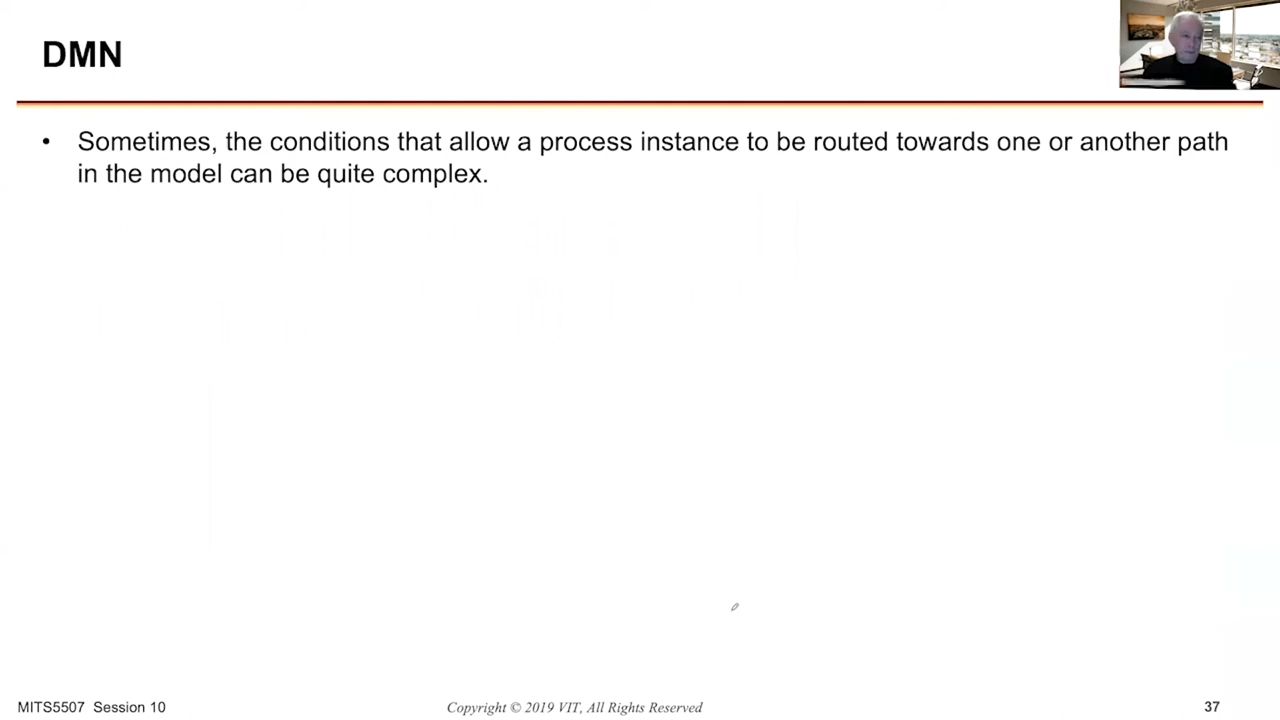 DMN
• Sometimes, the conditions that allow a process instance to be routed towards one or another path
in the model can be quite complex.
MITS5507 Session 10
Copyright © 2019 VIT, All Rights Reserved
37